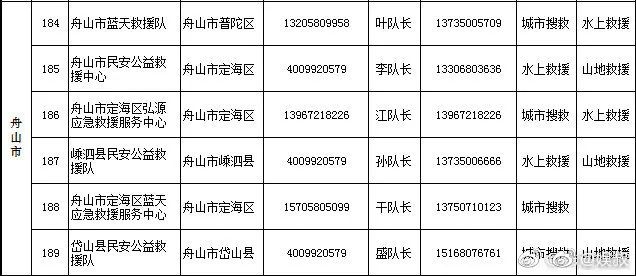 舟山市
184 舟山市蓝天救援队 舟山市普陀区 13205809958 叶队长 13735005709 城市搜救 水上救援
185 舟山市民安公益救援中心 舟山市定海区 4009920579 李队长 13306803636 水上救援 山地救援
186 舟山市定海区弘源应急救援服务中心 舟山市定海区 13967218226 江队长 13967218226 城市搜救 水上救援
187 嵊泗县民安公益救援队 舟山市嵊泗县 4009920579 孙队长 13735006666 水上救援 山地救援
188 舟山市定海区蓝天应急救援服务中心 舟山市定海区 15705805099 干队长 13750710123 城市搜救
189 岱山县民安公益救援队 舟山市岱山县 4009920579 盛队长 15168076761 城市搜救 山地救援